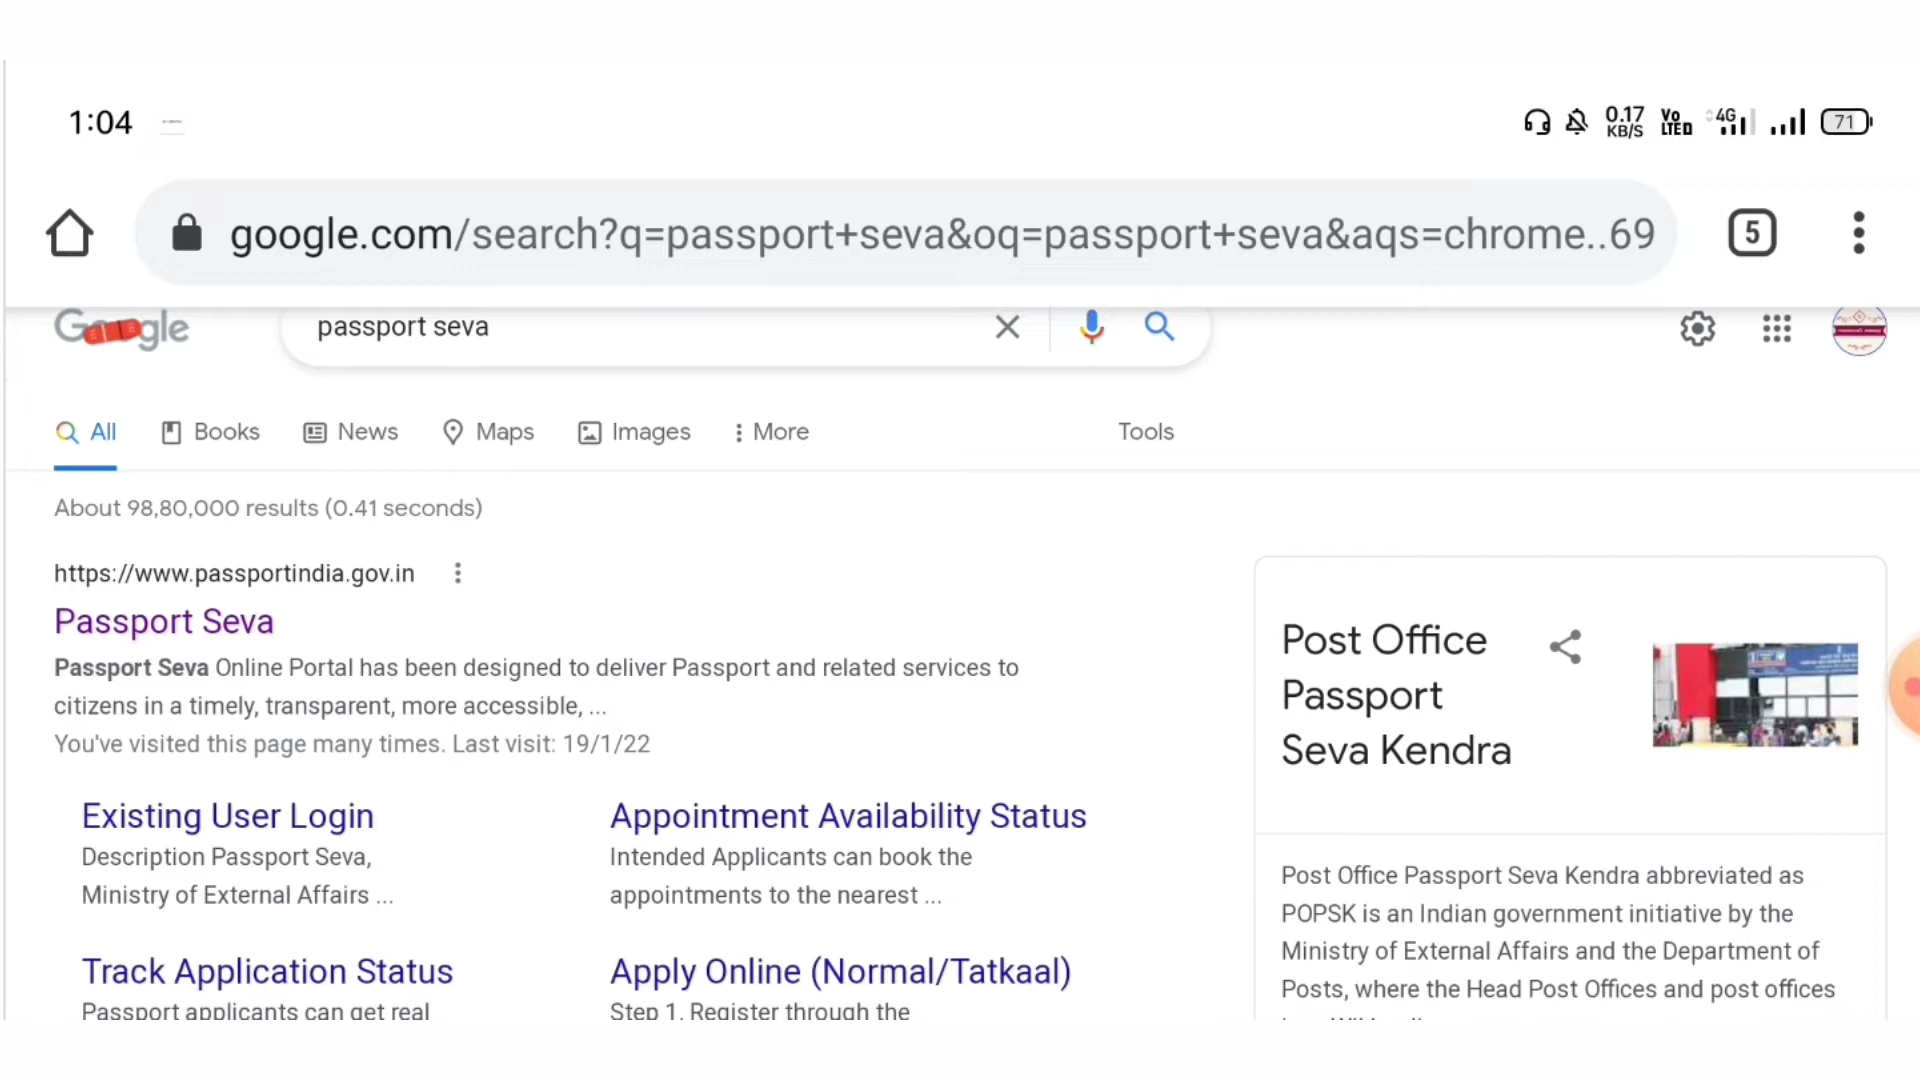 1:04
0.17 KB/S Vo LTE 4G 71
google.com/search?q=passport+seva&oq=passport+seva&aqs=chrome..69
5
Google
passport seva
All Books News Maps Images More Tools
About 98,80,000 results (0.41 seconds)
https://www.passportindia.gov.in
Passport Seva
Passport Seva Online Portal has been designed to deliver Passport and related services to
citizens in a timely, transparent, more accessible, ...
You've visited this page many times. Last visit: 19/1/22
Existing User Login
Description Passport Seva,
Ministry of External Affairs ...
Appointment Availability Status
Intended Applicants can book the
appointments to the nearest ...
Track Application Status
Passport applicants can get real
Apply Online (Normal/Tatkaal)
Step 1. Register through the
Post Office
Passport
Seva Kendra
Post Office Passport Seva Kendra abbreviated as
POPSK is an Indian government initiative by the
Ministry of External Affairs and the Department of
Posts, where the Head Post Offices and post offices